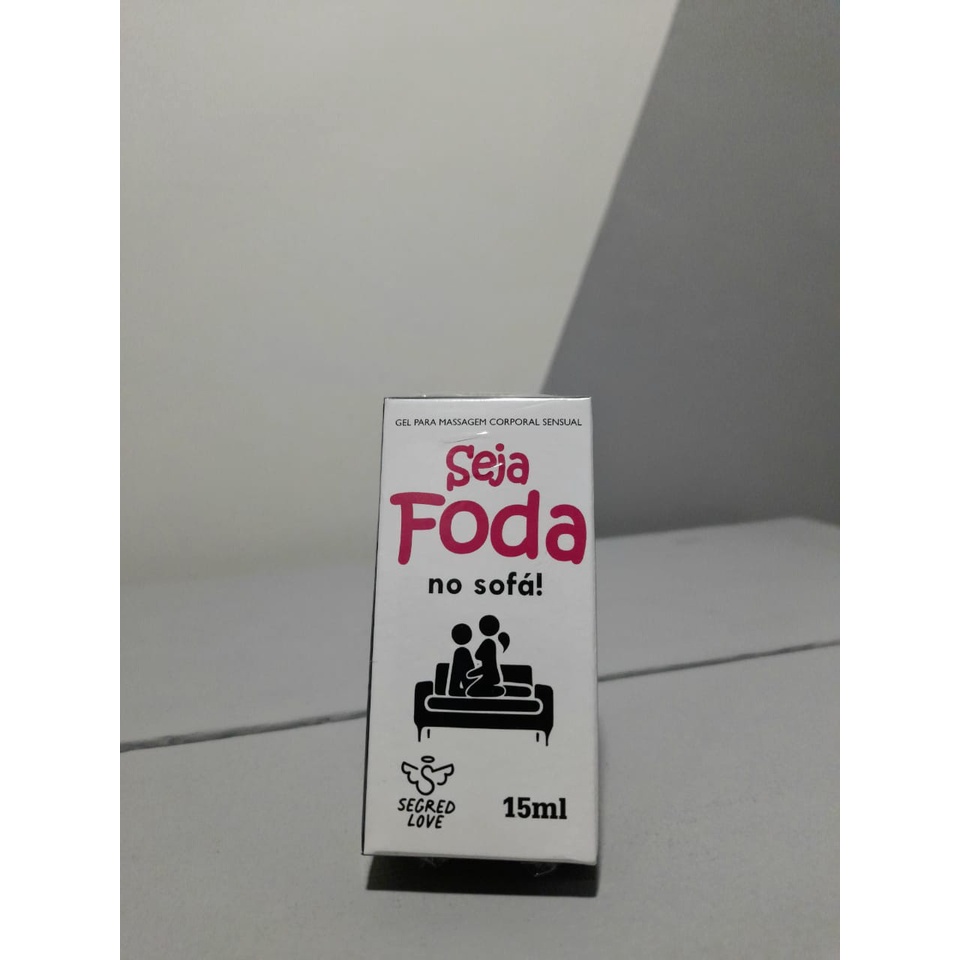 GEL PARA MASSAGEM CORPORAL SENSUAL
Seja
Foda
no sofá!
SEGRED
LOVE
15ml